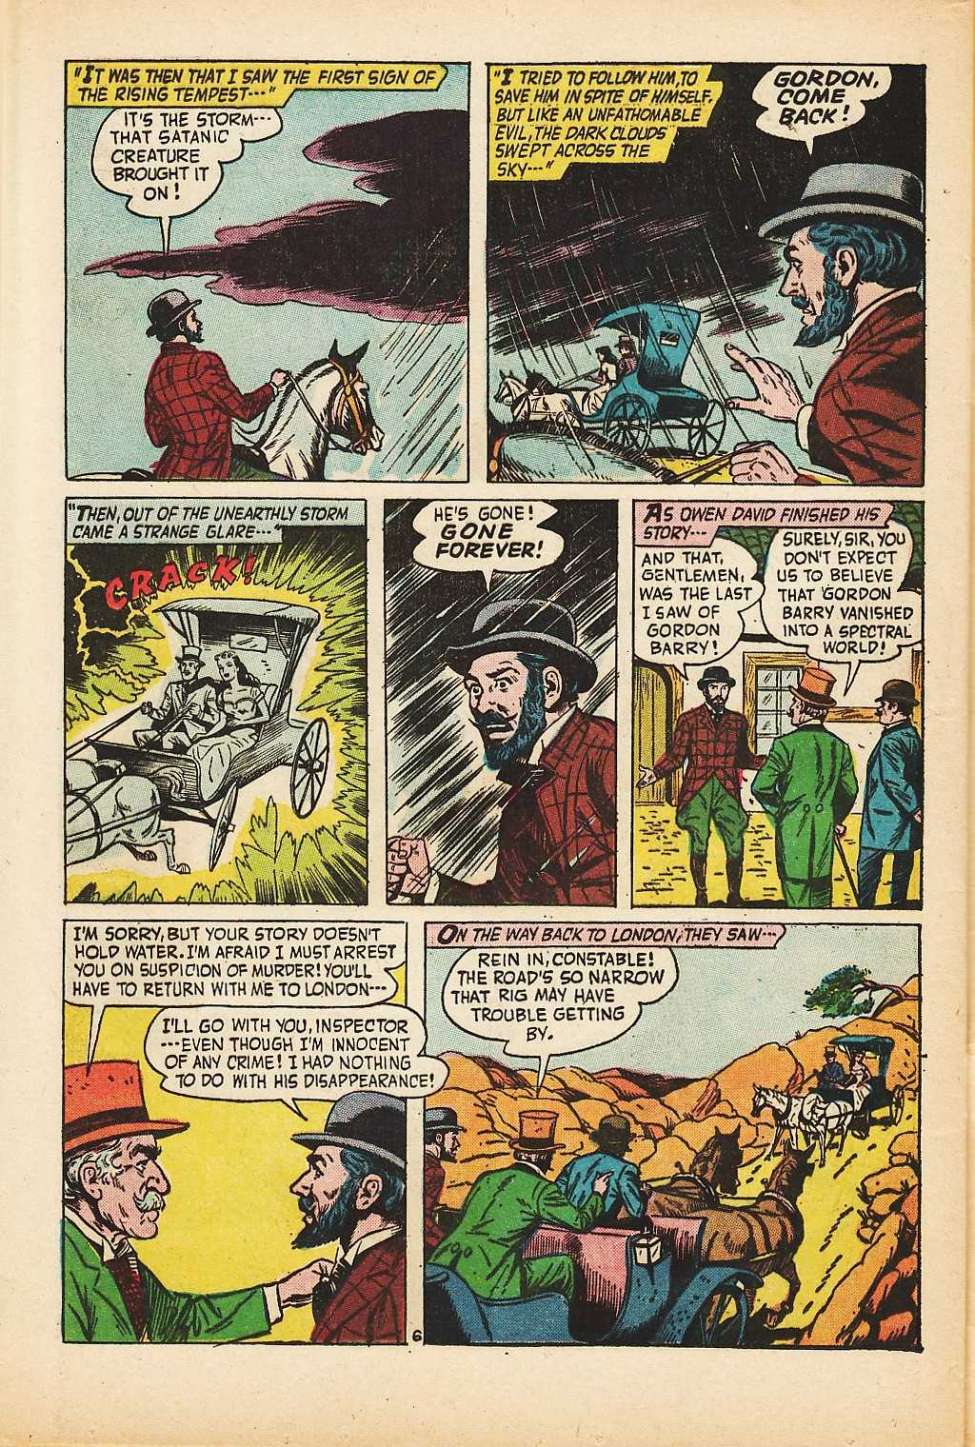 "IT WAS THEN THAT I SAW THE FIRST SIGN OF
THE RISING TEMPEST---"
IT'S THE STORM---
THAT SATANIC
CREATURE
BROUGHT IT
ON!
"I TRIED TO FOLLOW HIM, TO
SAVE HIM IN SPITE OF HIMSELF.
BUT LIKE AN UNFATHOMABLE
EVIL, THE DARK CLOUDS
SWEPT ACROSS THE
SKY---"
GORDON,
COME
BACK!
"THEN, OUT OF THE UNEARTHLY STORM
CAME A STRANGE GLARE---"
CRACK!
HE'S GONE!
GONE
FOREVER!
AS OWEN DAVID FINISHED HIS
STORY---
AND THAT,
GENTLEMEN,
WAS THE LAST
I SAW OF
GORDON
BARRY!
SURELY, SIR, YOU
DON'T EXPECT
US TO BELIEVE
THAT GORDON
BARRY VANISHED
INTO A SPECTRAL
WORLD!
I'M SORRY, BUT YOUR STORY DOESN'T
HOLD WATER. I'M AFRAID I MUST ARREST
YOU ON SUSPICION OF MURDER! YOU'LL
HAVE TO RETURN WITH ME TO LONDON---
I'LL GO WITH YOU, INSPECTOR
---EVEN THOUGH I'M INNOCENT
OF ANY CRIME! I HAD NOTHING
TO DO WITH HIS DISAPPEARANCE!
ON THE WAY BACK TO LONDON, THEY SAW---
REIN IN, CONSTABLE!
THE ROAD'S SO NARROW
THAT RIG MAY HAVE
TROUBLE GETTING
BY.
6